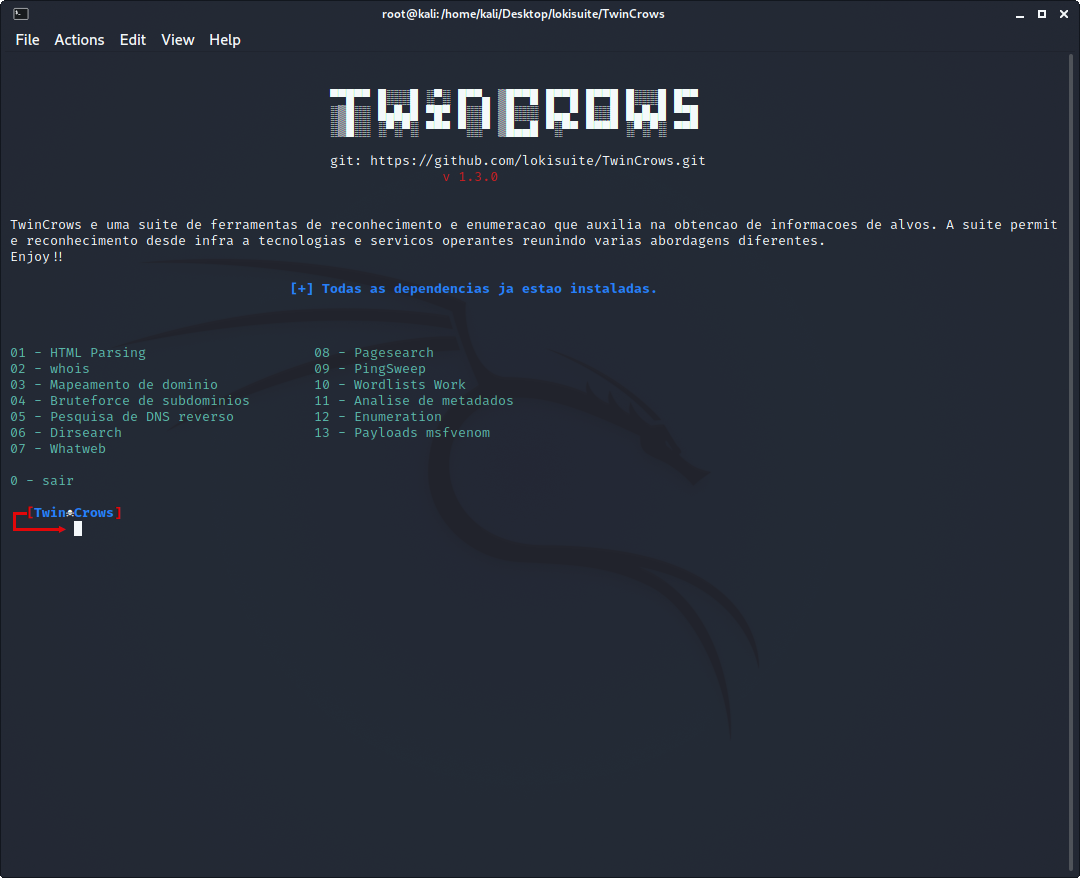 root@kali:/home/kali/Desktop/lokisuite/TwinCrows
File Actions Edit View Help
TWINCROWS
git: https://github.com/lokisuite/TwinCrows.git
v 1.3.0
TwinCrows e uma suite de ferramentas de reconhecimento e enumeracao que auxilia na obtencao de informacoes de alvos. A suite permit
e reconhecimento desde infra a tecnologias e servicos operantes reunindo varias abordagens diferentes.
Enjoy!!
[+] Todas as dependencias ja estao instaladas.
01 - HTML Parsing 08 - Pagesearch
02 - whois 09 - PingSweep
03 - Mapeamento de dominio 10 - Wordlists Work
04 - Bruteforce de subdominios 11 - Analise de metadados
05 - Pesquisa de DNS reverso 12 - Enumeration
06 - Dirsearch 13 - Payloads msfvenom
07 - Whatweb
0 - sair
[Twin☠Crows]